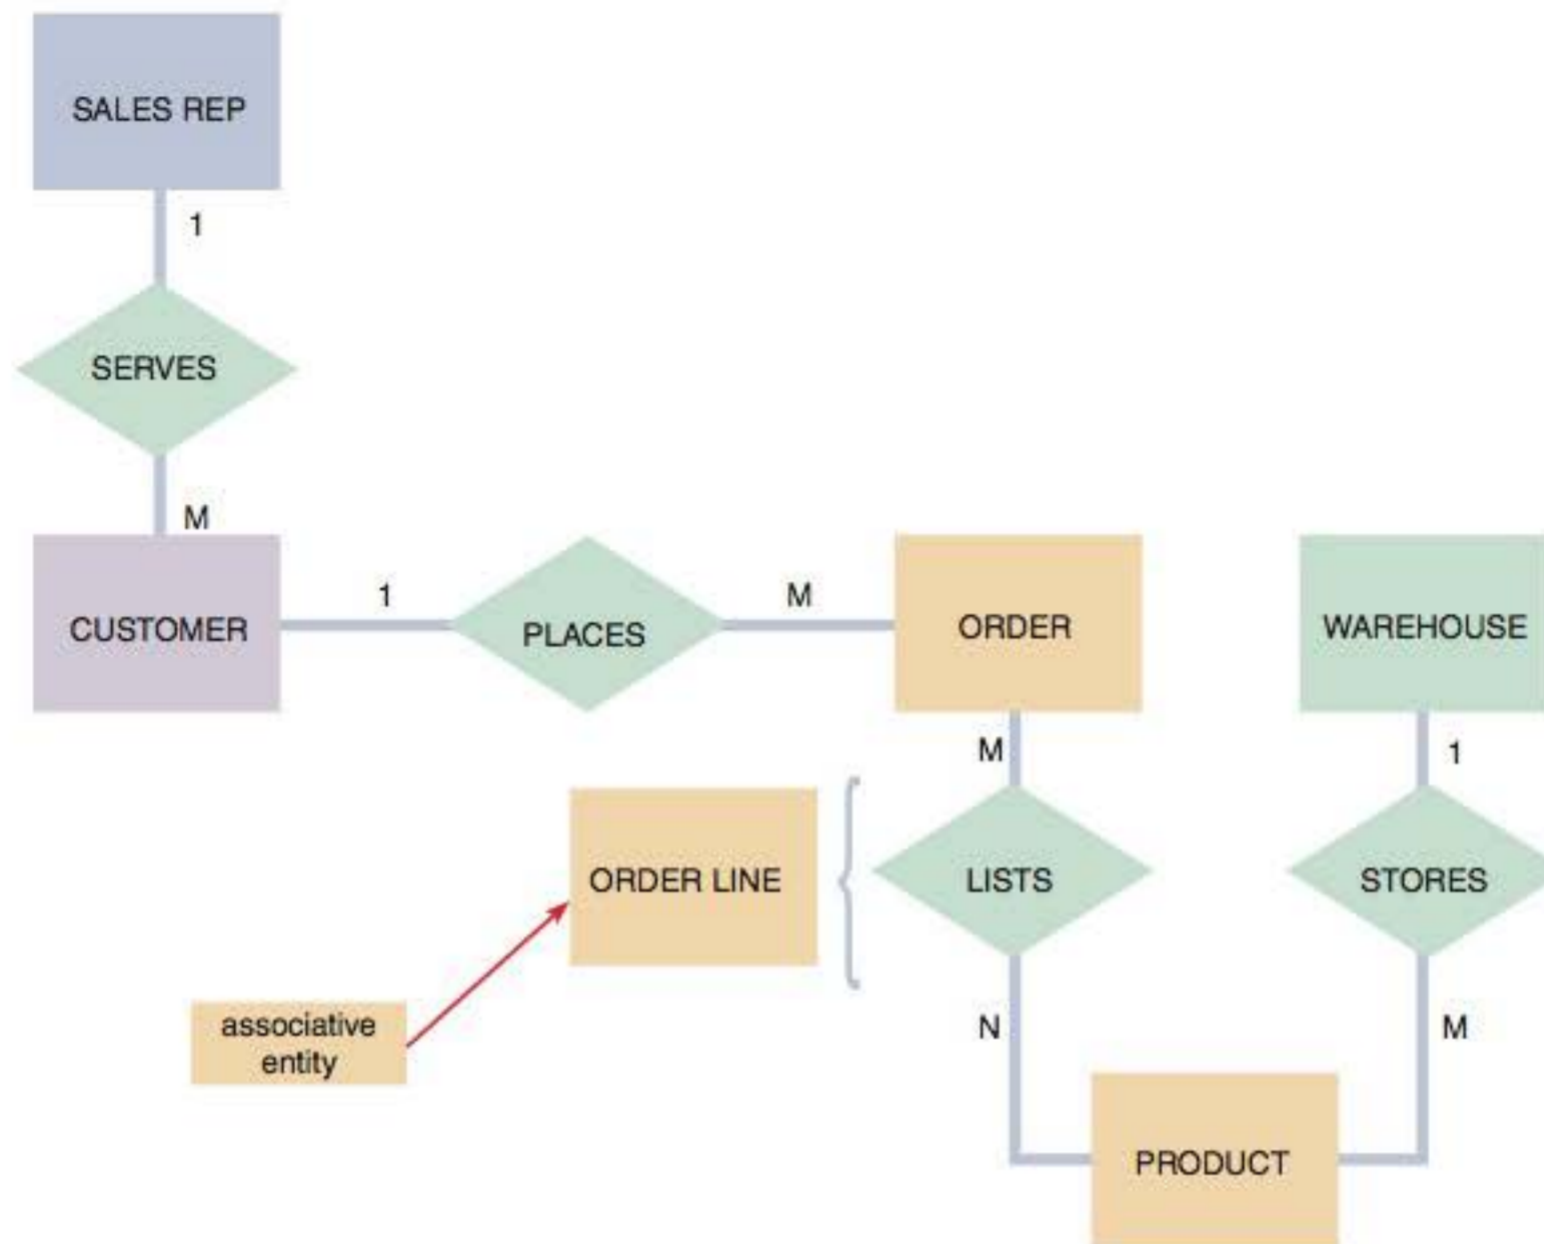 SALES REP
1
SERVES
M
CUSTOMER
1
PLACES
M
ORDER
WAREHOUSE
M
1
ORDER LINE
LISTS
STORES
associative
entity
N
M
PRODUCT